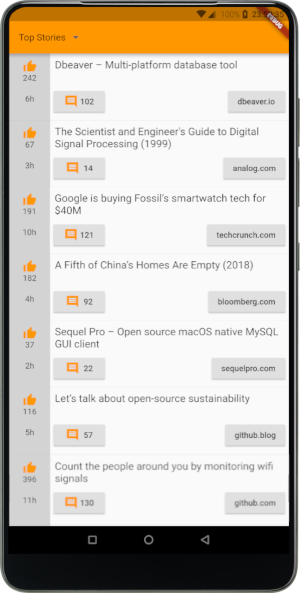 100%
Top Stories
Dbeaver – Multi-platform database tool
242
6h
102
dbeaver.io
The Scientist and Engineer's Guide to Digital
Signal Processing (1999)
67
3h
14
analog.com
Google is buying Fossil's smartwatch tech for
$40M
191
10h
121
techcrunch.com
A Fifth of China's Homes Are Empty (2018)
182
4h
92
bloomberg.com
Sequel Pro – Open source macOS native MySQL
GUI client
37
2h
22
sequelpro.com
Let's talk about open-source sustainability
116
5h
57
github.blog
Count the people around you by monitoring wifi
signals
396
11h
130
github.com